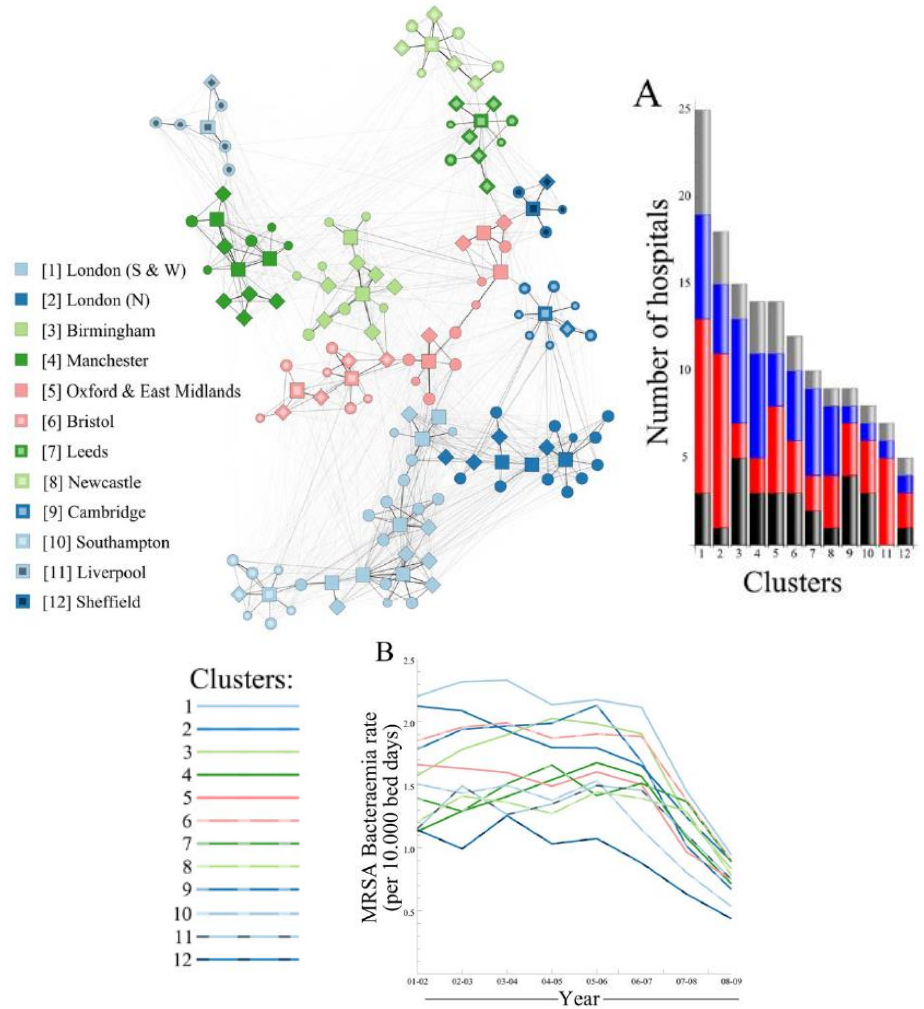 A
Number of hospitals
25
20
15
10
5
1 2 3 4 5 6 7 8 9 10 11 12
Clusters
[1] London (S & W)
[2] London (N)
[3] Birmingham
[4] Manchester
[5] Oxford & East Midlands
[6] Bristol
[7] Leeds
[8] Newcastle
[9] Cambridge
[10] Southampton
[11] Liverpool
[12] Sheffield
Clusters:
1
2
3
4
5
6
7
8
9
10
11
12
B
MRSA Bacteraemia rate
(per 10.000 bed days)
2.5
2.0
1.5
1.0
0.5
01-02 02-03 03-04 04-05 05-06 06-07 07-08 08-09
Year